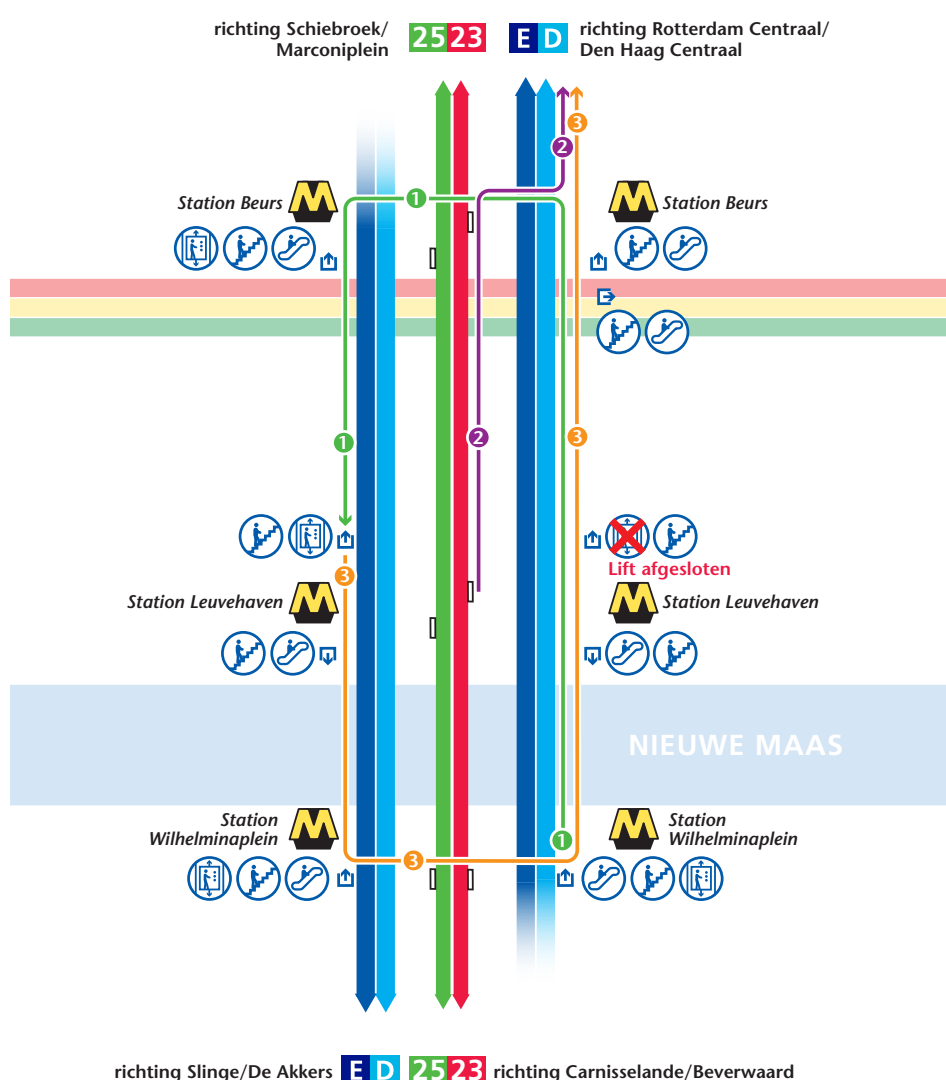 richting Schiebroek/
Marconiplein
25 23
E D
richting Rotterdam Centraal/
Den Haag Centraal
3
2
1
Station Beurs
M
M
Station Beurs
1
2
3
Lift afgesloten
3
Station Leuvehaven
M
M
Station Leuvehaven
NIEUWE MAAS
Station
Wilhelminaplein
M
1
M
Station
Wilhelminaplein
3
richting Slinge/De Akkers
E D
25 23
richting Carnisselande/Beverwaard